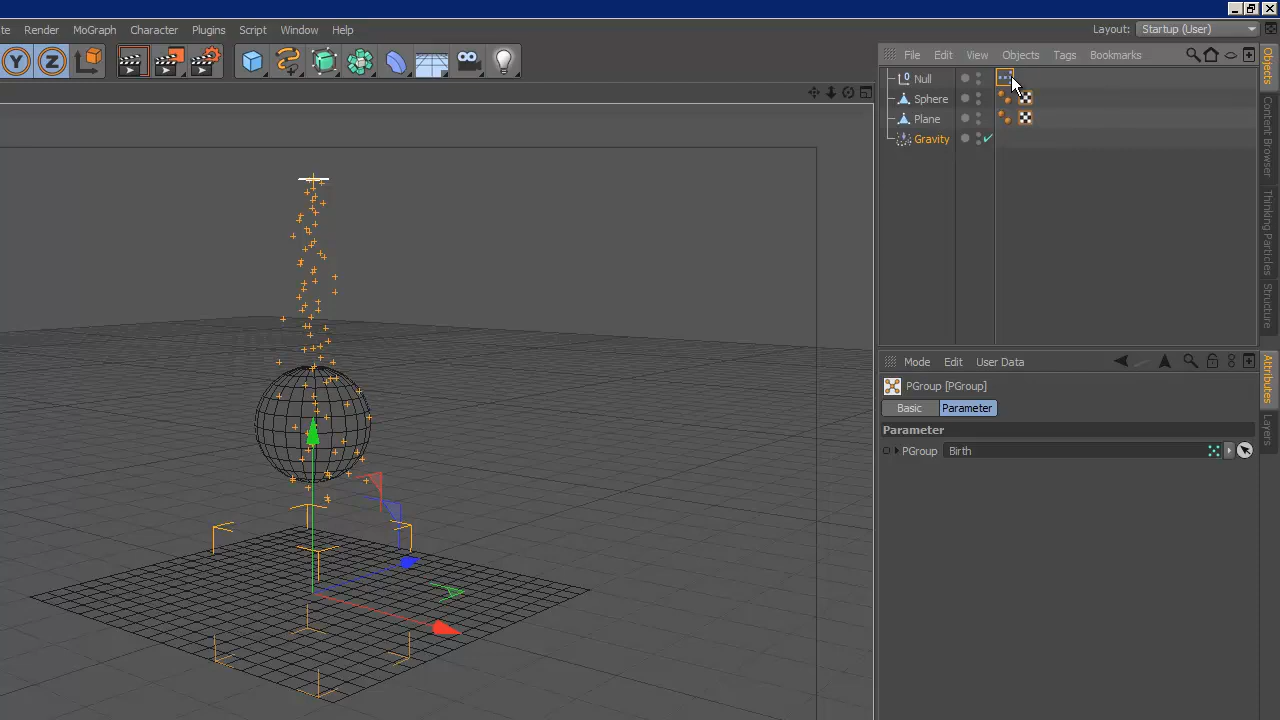 te Render MoGraph Character Plugins Script Window Help Layout: Startup (User)
Y Z
File Edit View Objects Tags Bookmarks
Null
Sphere
Plane
Gravity
Objects
Content Browser
Thinking Particles
Structure
Mode Edit User Data
PGroup [PGroup]
Basic Parameter
Parameter
PGroup Birth
Attributes
Layers